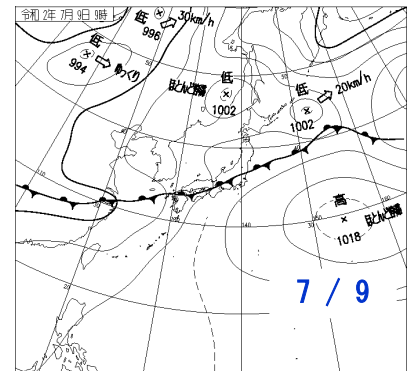 令和 2年 7月 9日 9時
低
996
30km/h
低
994
ゆっくり
ほとんど停滞
低
1002
低
20km/h
1002
高
ほとんど停滞
1018
140
7 / 9